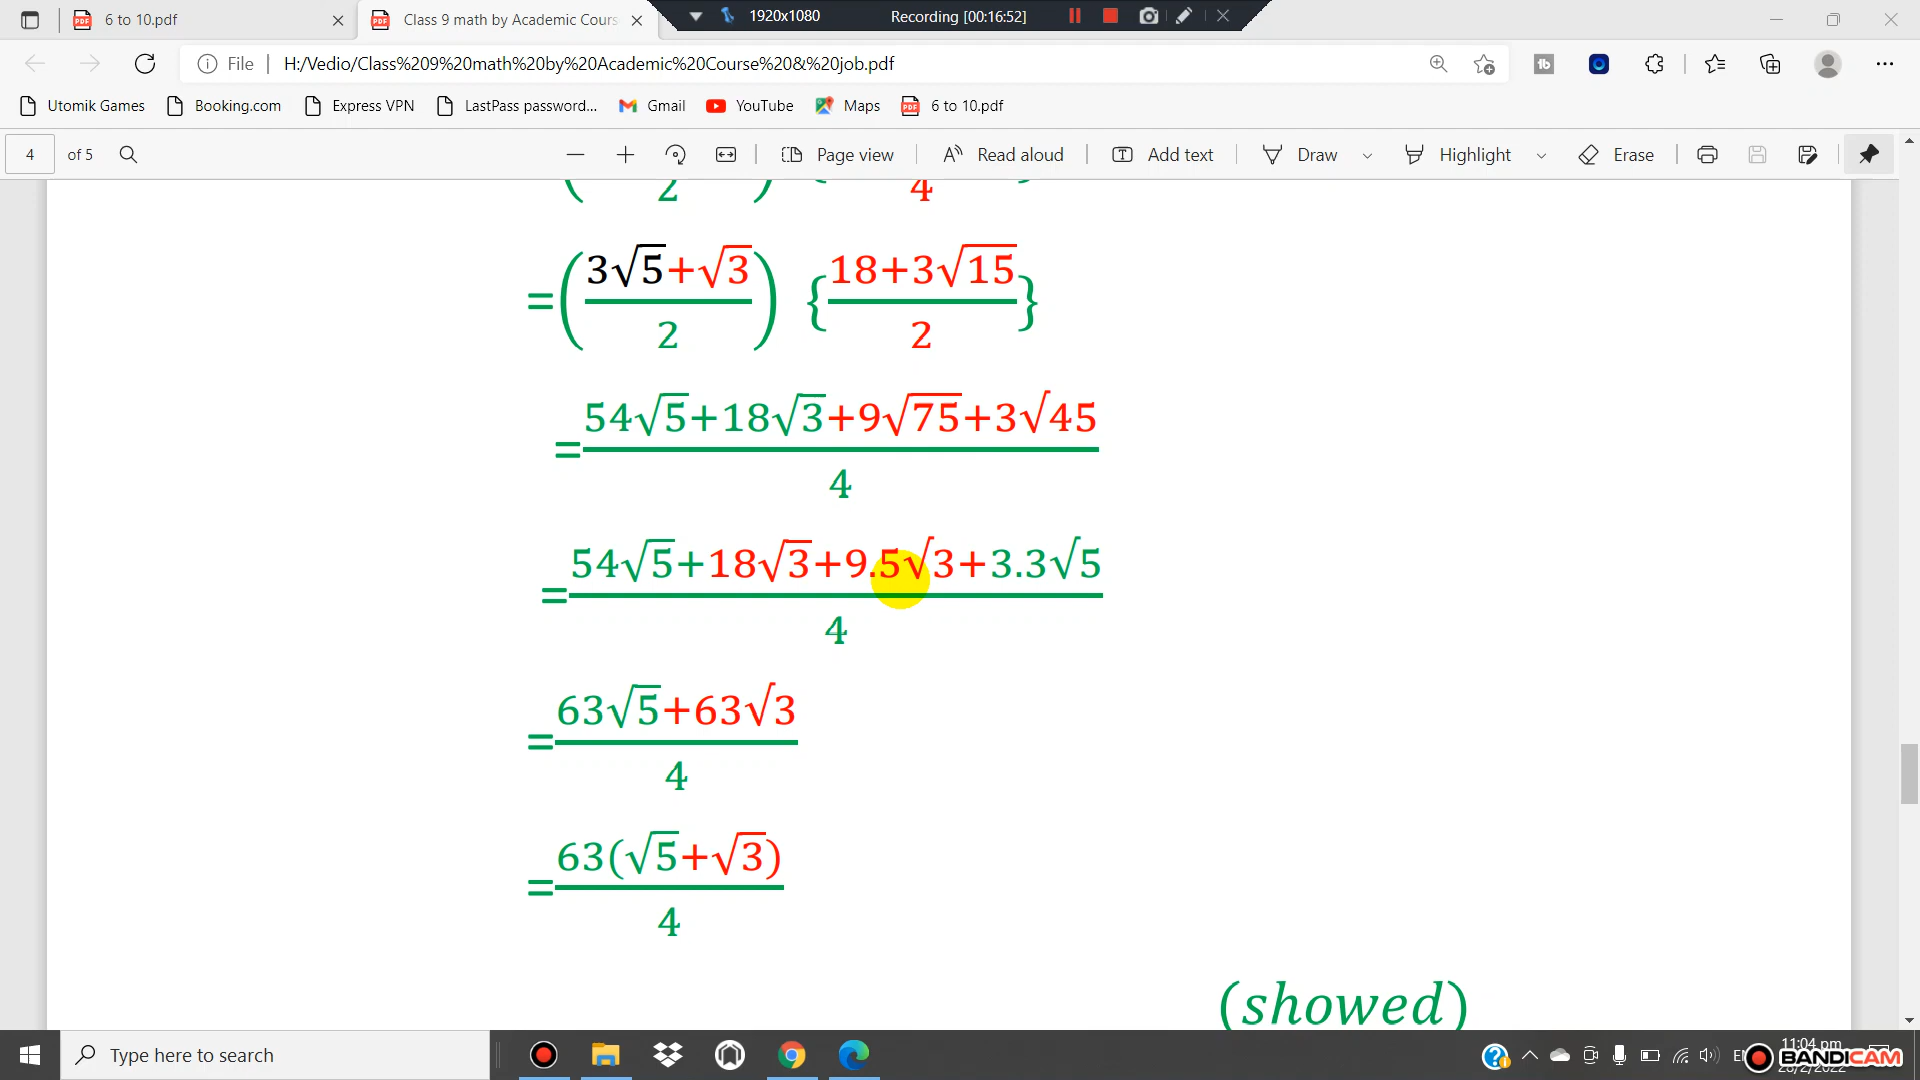 6 to 10.pdf
Class 9 math by Academic Cours
1920x1080
Recording [00:16:52]
File
H:/Vedio/Class%209%20math%20by%20Academic%20Course%20&%20job.pdf
Utomik Games
Booking.com
Express VPN
LastPass password...
Gmail
YouTube
Maps
6 to 10.pdf
4 of 5
Page view
Read aloud
Add text
Draw
Highlight
Erase
2 4
=((3√5+√3)/2) {(18+3√15)/2}
=(54√5+18√3+9√75+3√45)/4
=(54√5+18√3+9.5√3+3.3√5)/4
=(63√5+63√3)/4
=63(√5+√3)/4
(showed)
Type here to search
11:04 pm
BANDICAM